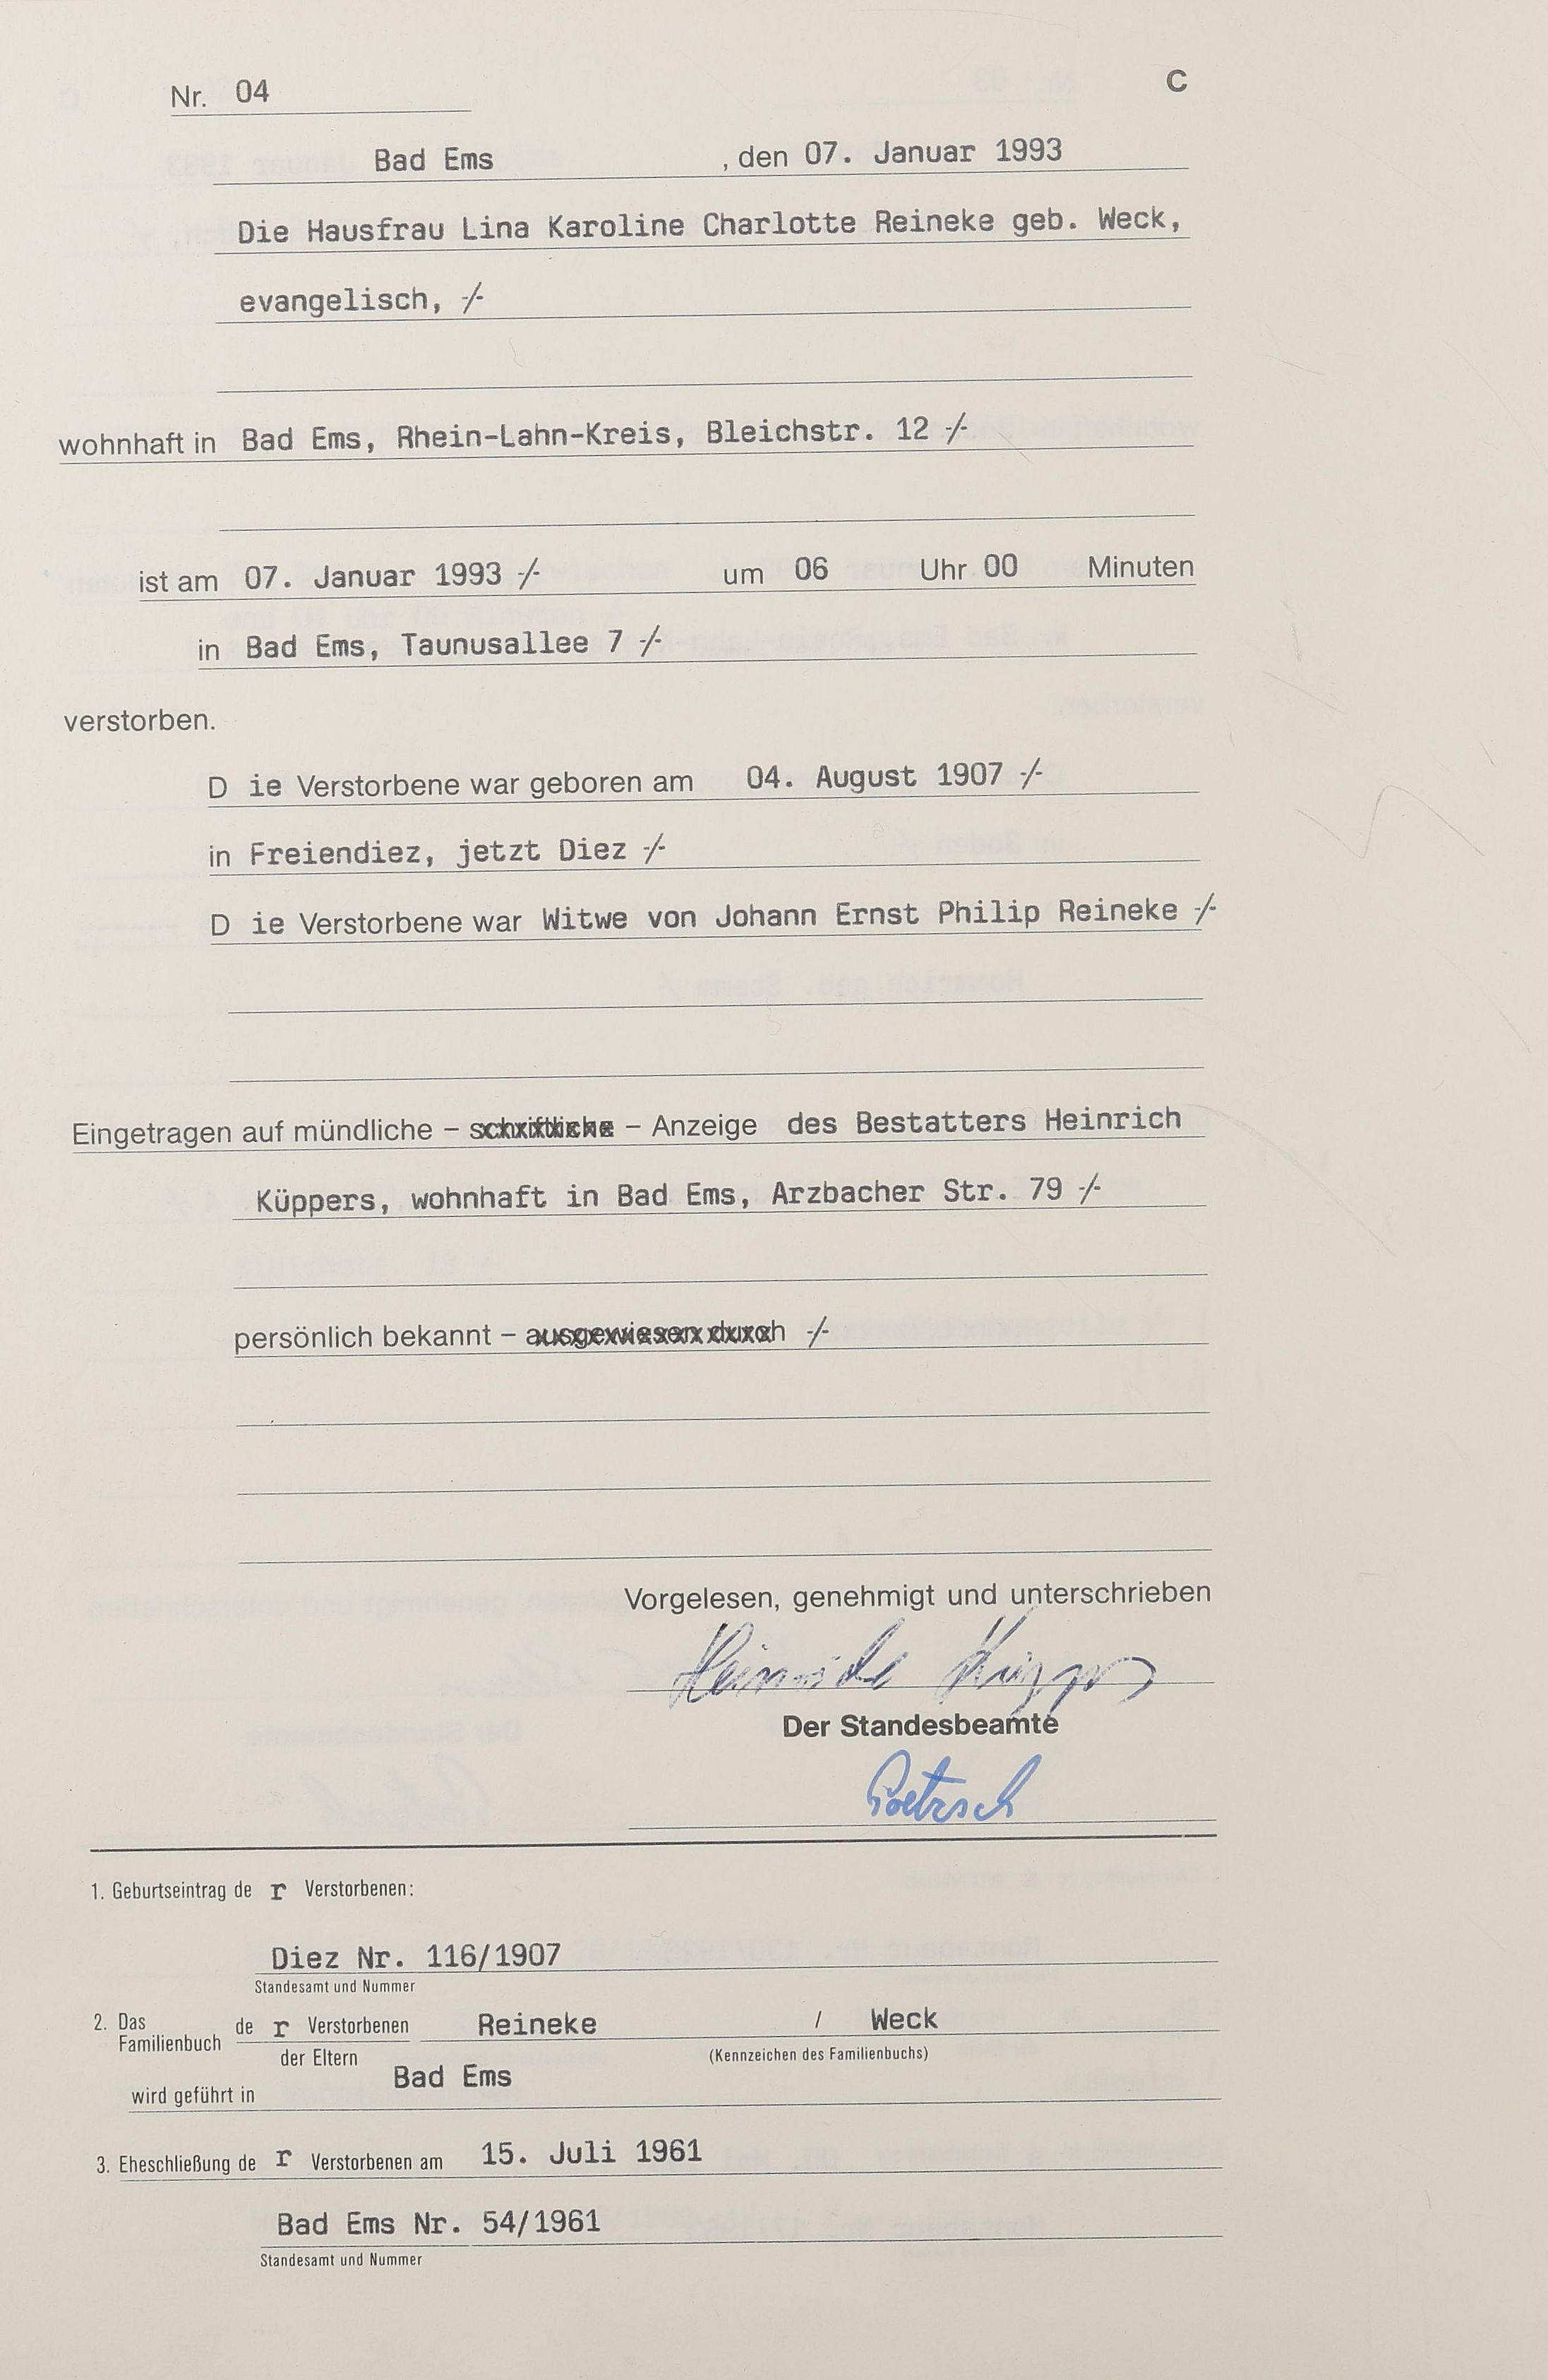 Nr. 04 C
Bad Ems , den 07. Januar 1993
Die Hausfrau Lina Karoline Charlotte Reineke geb. Weck,
evangelisch, -/-
wohnhaft in Bad Ems, Rhein-Lahn-Kreis, Bleichstr. 12 -/-
ist am 07. Januar 1993 -/- um 06 Uhr 00 Minuten
in Bad Ems, Taunusallee 7 -/-
verstorben.
D ie Verstorbene war geboren am 04. August 1907 -/-
in Freiendiez, jetzt Diez -/-
D ie Verstorbene war Witwe von Johann Ernst Philip Reineke -/-
Eingetragen auf mündliche – schriftliche – Anzeige des Bestatters Heinrich
Küppers, wohnhaft in Bad Ems, Arzbacher Str. 79 -/-
persönlich bekannt – ausgewiesen durch -/-
Vorgelesen, genehmigt und unterschrieben
Heinrich Küppers
Der Standesbeamte
1. Geburtseintrag de r Verstorbenen:
Diez Nr. 116/1907
Standesamt und Nummer
2. Das Familienbuch de r Verstorbenen Reineke / Weck
der Eltern (Kennzeichen des Familienbuchs)
wird geführt in Bad Ems
3. Eheschließung de r Verstorbenen am 15. Juli 1961
Bad Ems Nr. 54/1961
Standesamt und Nummer